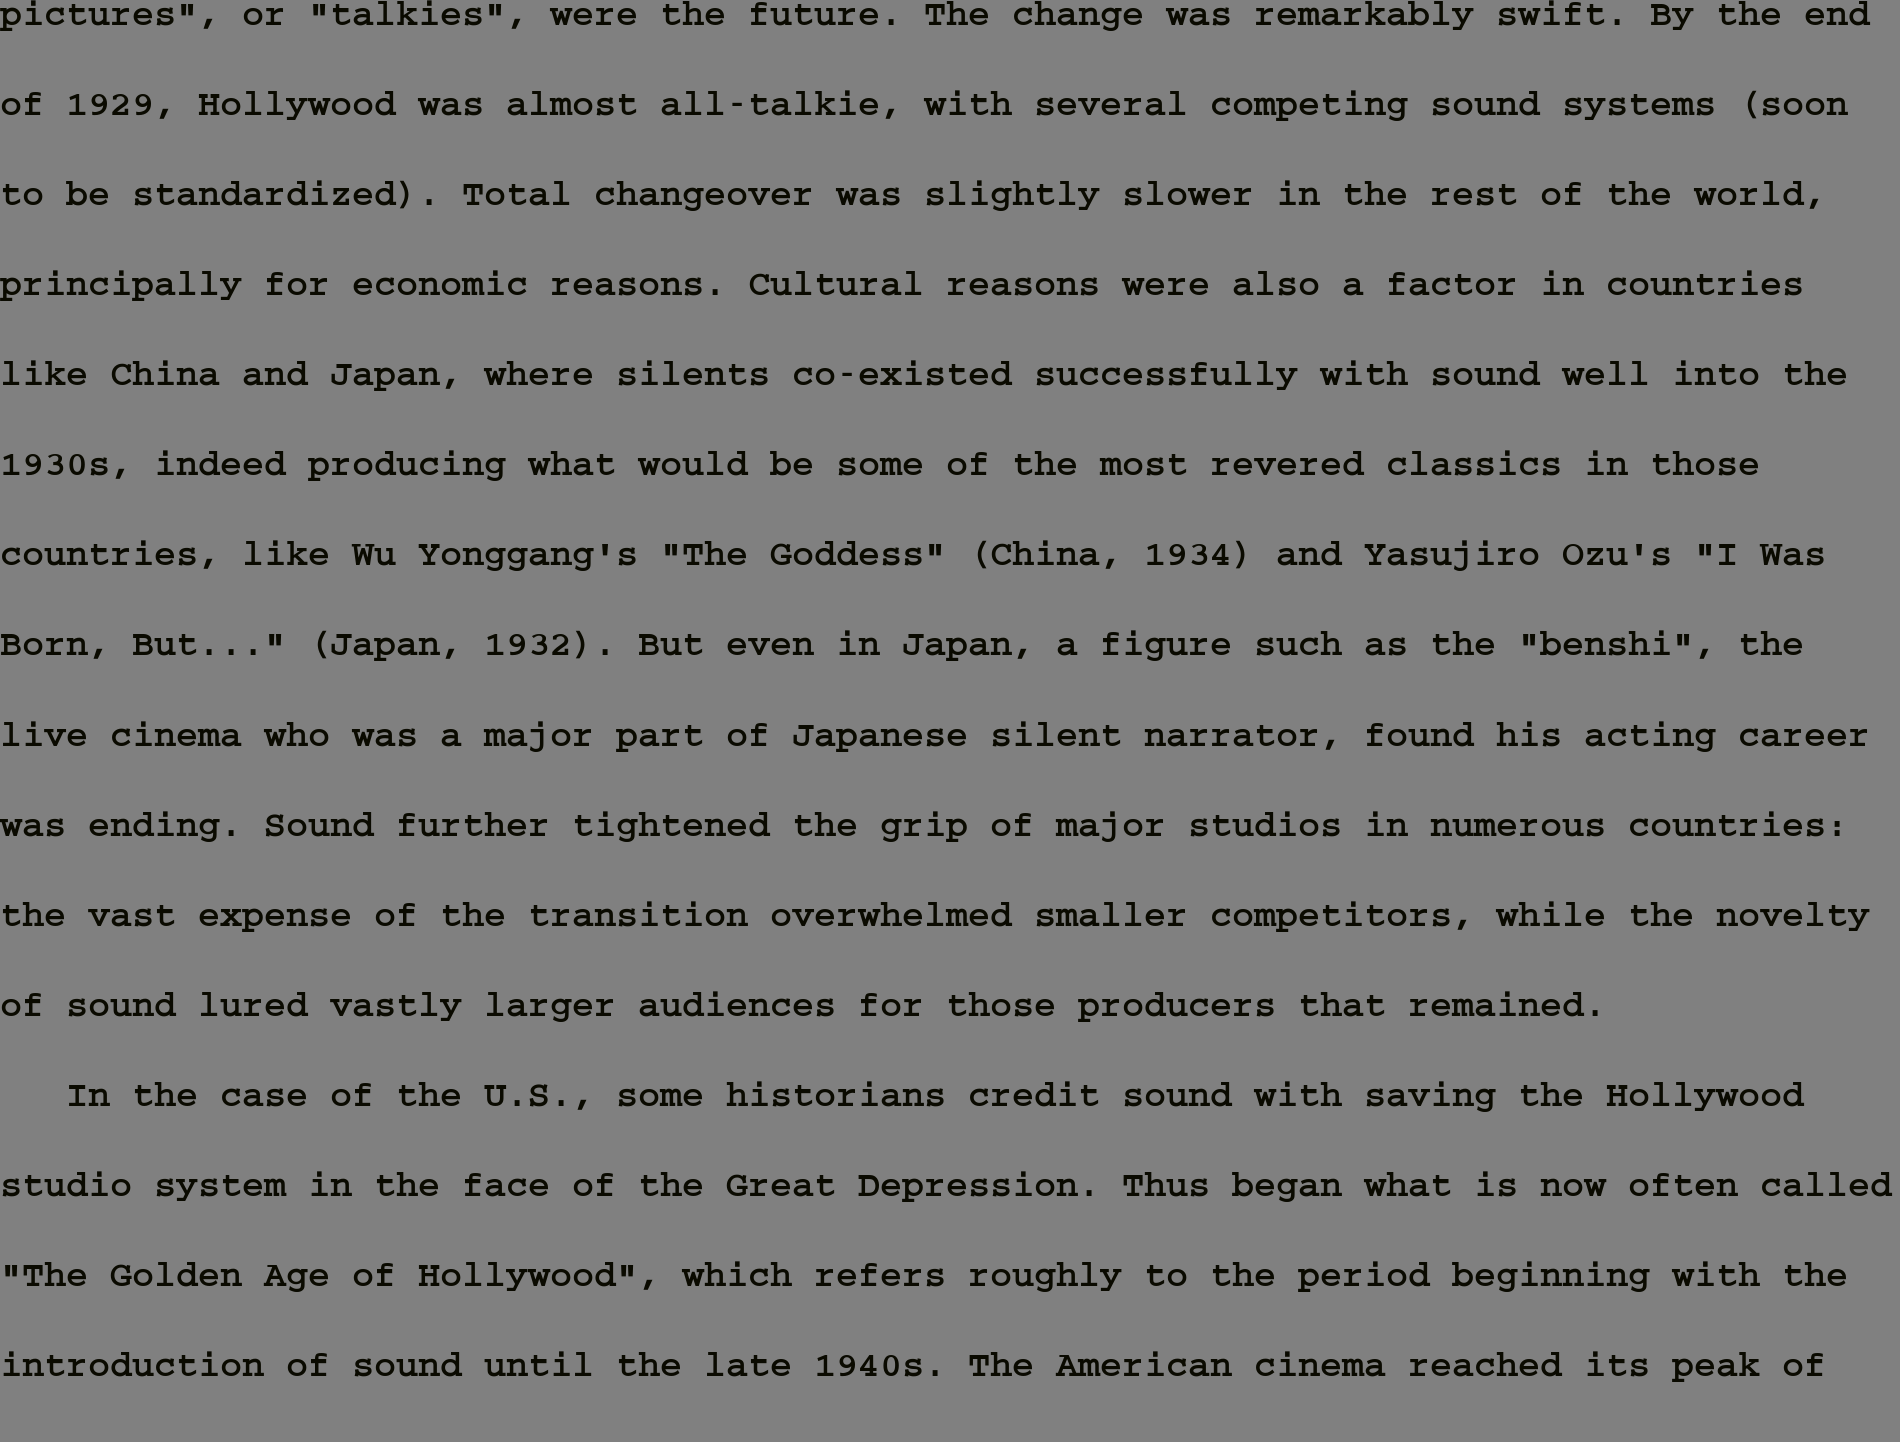 pictures", or "talkies", were the future. The change was remarkably swift. By the end
of 1929, Hollywood was almost all-talkie, with several competing sound systems (soon
to be standardized). Total changeover was slightly slower in the rest of the world,
principally for economic reasons. Cultural reasons were also a factor in countries
like China and Japan, where silents co-existed successfully with sound well into the
1930s, indeed producing what would be some of the most revered classics in those
countries, like Wu Yonggang's "The Goddess" (China, 1934) and Yasujiro Ozu's "I Was
Born, But..." (Japan, 1932). But even in Japan, a figure such as the "benshi", the
live cinema who was a major part of Japanese silent narrator, found his acting career
was ending. Sound further tightened the grip of major studios in numerous countries:
the vast expense of the transition overwhelmed smaller competitors, while the novelty
of sound lured vastly larger audiences for those producers that remained.
In the case of the U.S., some historians credit sound with saving the Hollywood
studio system in the face of the Great Depression. Thus began what is now often called
"The Golden Age of Hollywood", which refers roughly to the period beginning with the
introduction of sound until the late 1940s. The American cinema reached its peak of